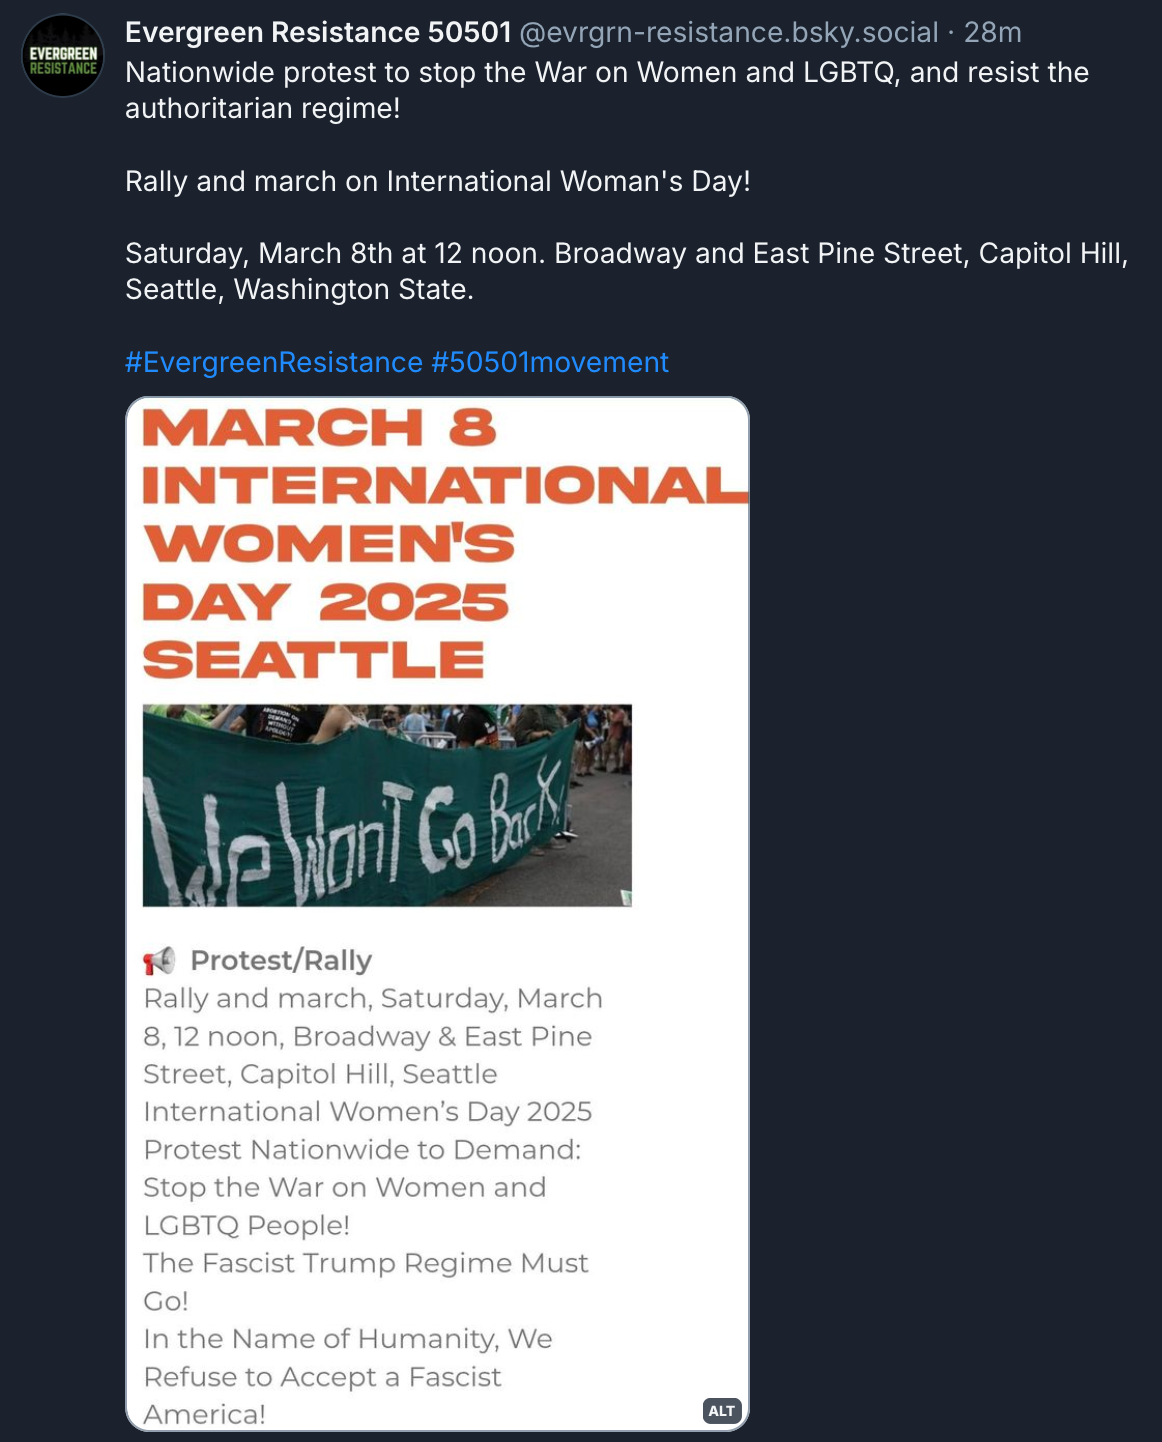 EVERGREEN
RESISTANCE
Evergreen Resistance 50501 @evrgrn-resistance.bsky.social · 28m
Nationwide protest to stop the War on Women and LGBTQ, and resist the
authoritarian regime!
Rally and march on International Woman's Day!
Saturday, March 8th at 12 noon. Broadway and East Pine Street, Capitol Hill,
Seattle, Washington State.
#EvergreenResistance #50501movement
MARCH 8
INTERNATIONAL
WOMEN'S
DAY 2025
SEATTLE
ABORTION ON
DEMAND &
WITHOUT
APOLOGY!
We Won'T Go Back!
📢 Protest/Rally
Rally and march, Saturday, March
8, 12 noon, Broadway & East Pine
Street, Capitol Hill, Seattle
International Women’s Day 2025
Protest Nationwide to Demand:
Stop the War on Women and
LGBTQ People!
The Fascist Trump Regime Must
Go!
In the Name of Humanity, We
Refuse to Accept a Fascist
America!
ALT